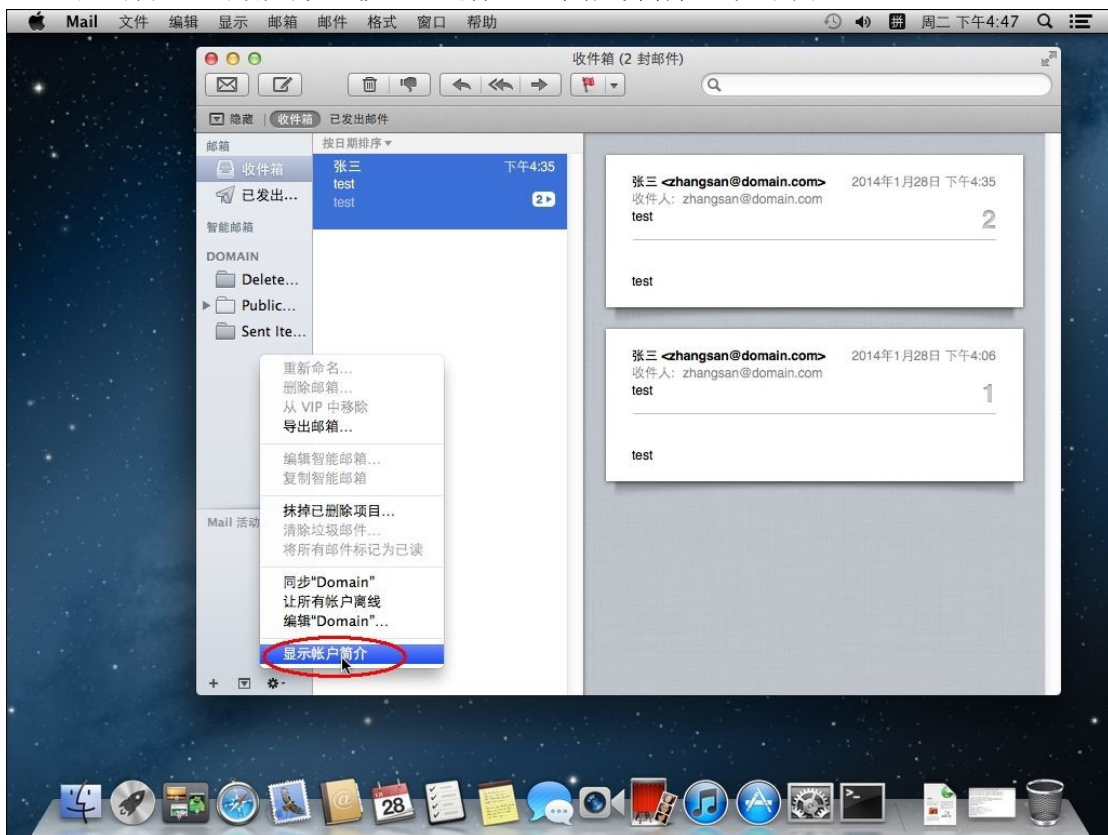 Mail 文件 编辑 显示 邮箱 邮件 格式 窗口 帮助 拼 周二 下午4:47
收件箱 (2 封邮件)
隐藏 收件箱 已发出邮件
邮箱
收件箱
已发出...
智能邮箱
DOMAIN
Delete...
Public...
Sent Ite...
Mail 活动
按日期排序
张三 下午4:35
test
test
2
张三 <zhangsan@domain.com> 2014年1月28日 下午4:35
收件人: zhangsan@domain.com
test
2
test
张三 <zhangsan@domain.com> 2014年1月28日 下午4:06
收件人: zhangsan@domain.com
test
1
test
重新命名...
删除邮箱...
从 VIP 中移除
导出邮箱...
编辑智能邮箱...
复制智能邮箱
抹掉已删除项目...
清除垃圾邮件...
将所有邮件标记为已读
同步"Domain"
让所有帐户离线
编辑"Domain"...
显示帐户简介
28